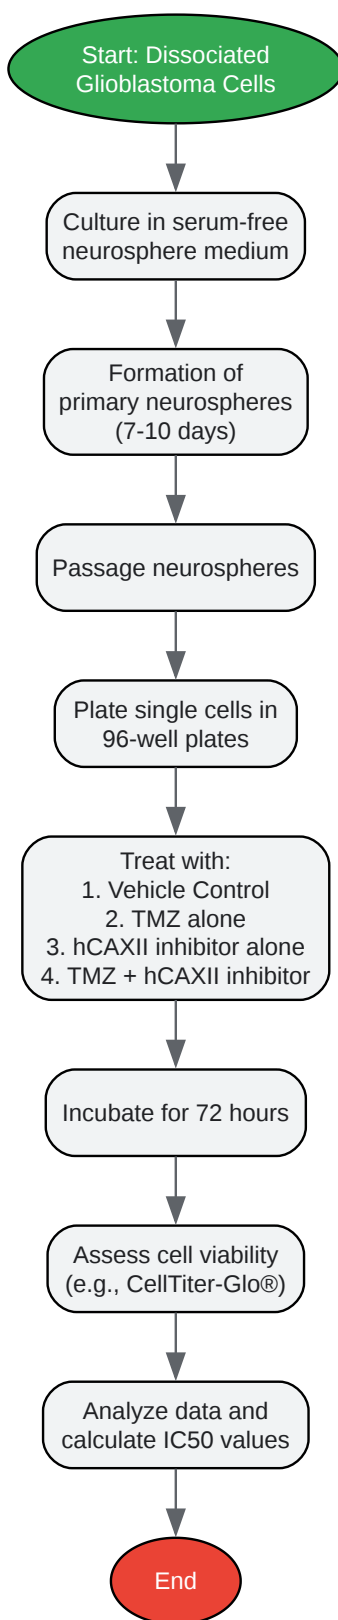 Start: Dissociated
Glioblastoma Cells
Culture in serum-free
neurosphere medium
Formation of
primary neurospheres
(7-10 days)
Passage neurospheres
Plate single cells in
96-well plates
Treat with:
1. Vehicle Control
2. TMZ alone
3. hCAXII inhibitor alone
4. TMZ + hCAXII inhibitor
Incubate for 72 hours
Assess cell viability
(e.g., CellTiter-Glo®)
Analyze data and
calculate IC50 values
End